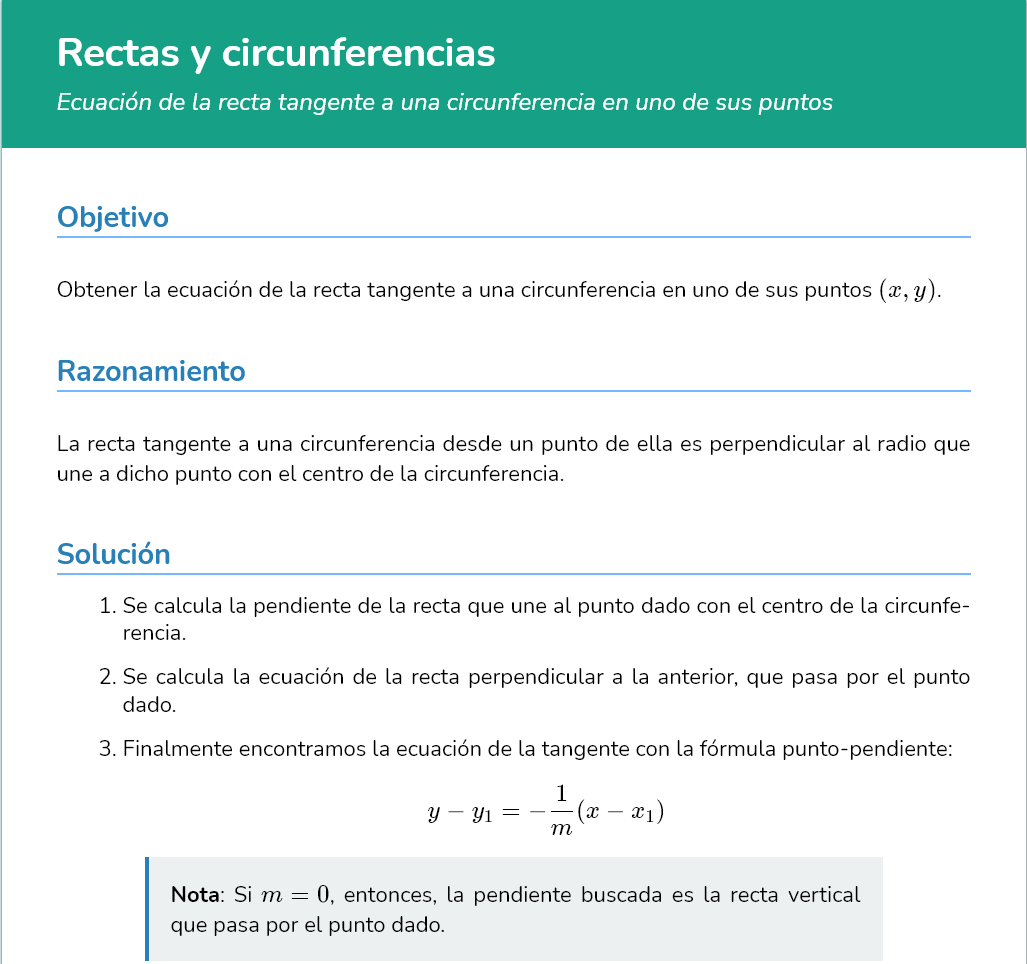 Rectas y circunferencias
Ecuación de la recta tangente a una circunferencia en uno de sus puntos
Objetivo
Obtener la ecuación de la recta tangente a una circunferencia en uno de sus puntos (x, y).
Razonamiento
La recta tangente a una circunferencia desde un punto de ella es perpendicular al radio que
une a dicho punto con el centro de la circunferencia.
Solución
1. Se calcula la pendiente de la recta que une al punto dado con el centro de la circunfe-
rencia.
2. Se calcula la ecuación de la recta perpendicular a la anterior, que pasa por el punto
dado.
3. Finalmente encontramos la ecuación de la tangente con la fórmula punto-pendiente:
y − y₁ = −1/m(x − x₁)
Nota: Si m = 0, entonces, la pendiente buscada es la recta vertical
que pasa por el punto dado.